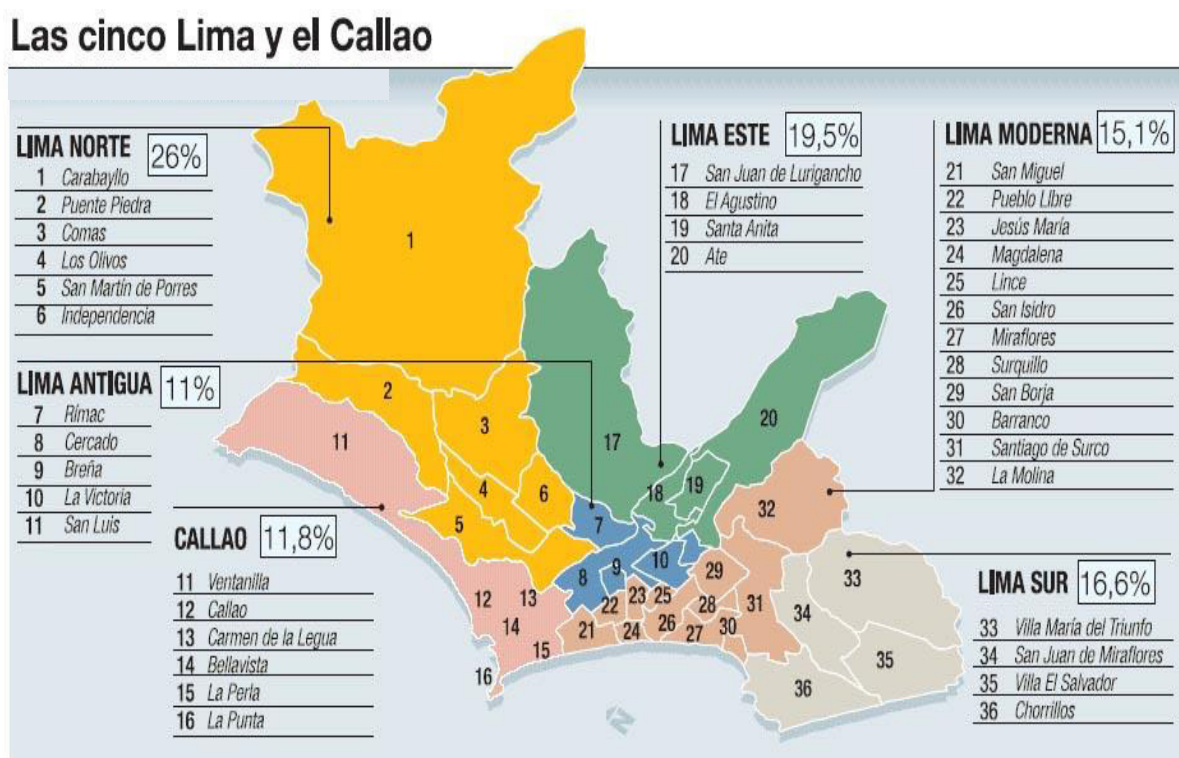 Las cinco Lima y el Callao
LIMA NORTE 26%
1 Carabayllo
2 Puente Piedra
3 Comas
4 Los Olivos
5 San Martín de Porres
6 Independencia
LIMA ANTIGUA 11%
7 Rímac
8 Cercado
9 Breña
10 La Victoria
11 San Luis
CALLAO 11,8%
11 Ventanilla
12 Callao
13 Carmen de la Legua
14 Bellavista
15 La Perla
16 La Punta
LIMA ESTE 19,5%
17 San Juan de Lurigancho
18 El Agustino
19 Santa Anita
20 Ate
LIMA MODERNA 15,1%
21 San Miguel
22 Pueblo LIbre
23 Jesús María
24 Magdalena
25 Lince
26 San Isidro
27 Miraflores
28 Surquillo
29 San Borja
30 Barranco
31 Santiago de Surco
32 La Molina
LIMA SUR 16,6%
33 Villa María del Triunfo
34 San Juan de Miraflores
35 Villa El Salvador
36 Chorrillos
1
2
3
4
5
6
7
8
9
10
11
12
13
14
15
16
17
18
19
20
21
22
23
24
25
26
27
28
29
30
31
32
33
34
35
36
N